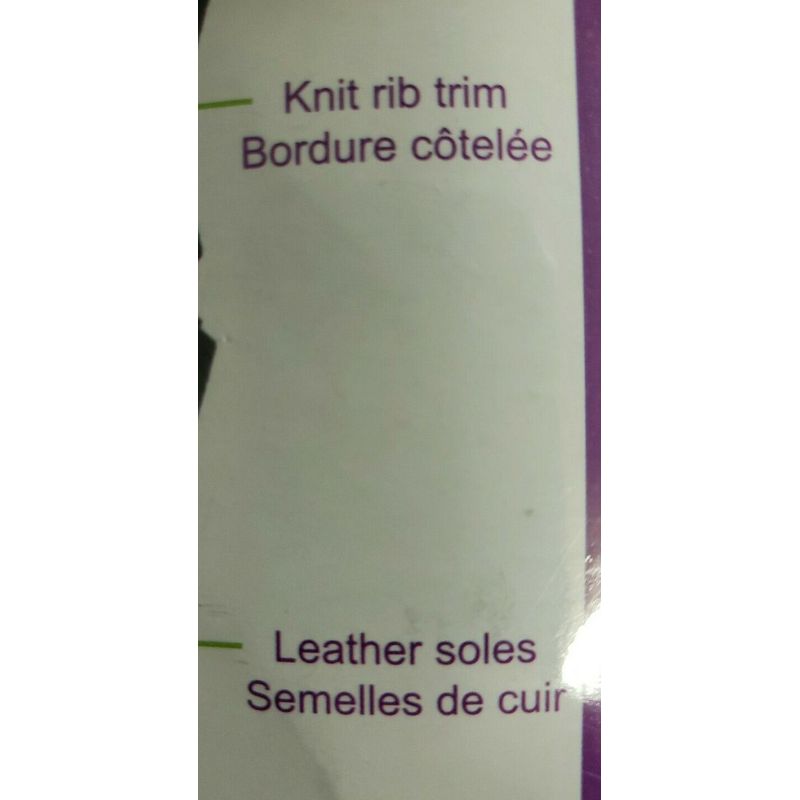 Knit rib trim
Bordure côtelée
Leather soles
Semelles de cuir